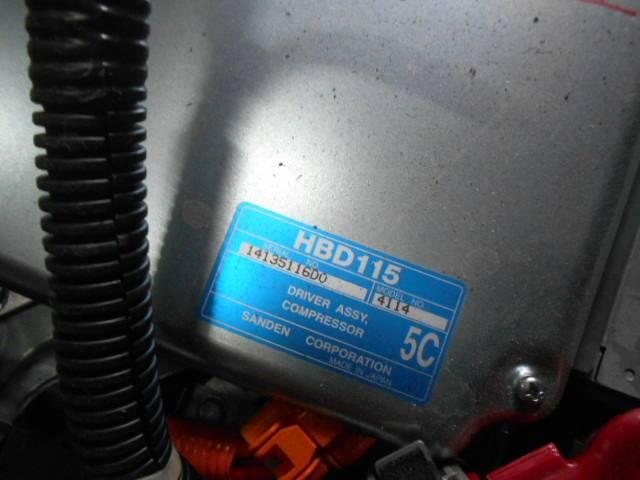 HBD115
SERIAL NO.
14135116D0
MODEL NO.
4114
DRIVER ASSY,
COMPRESSOR
5C
SANDEN CORPORATION
MADE IN JAPAN